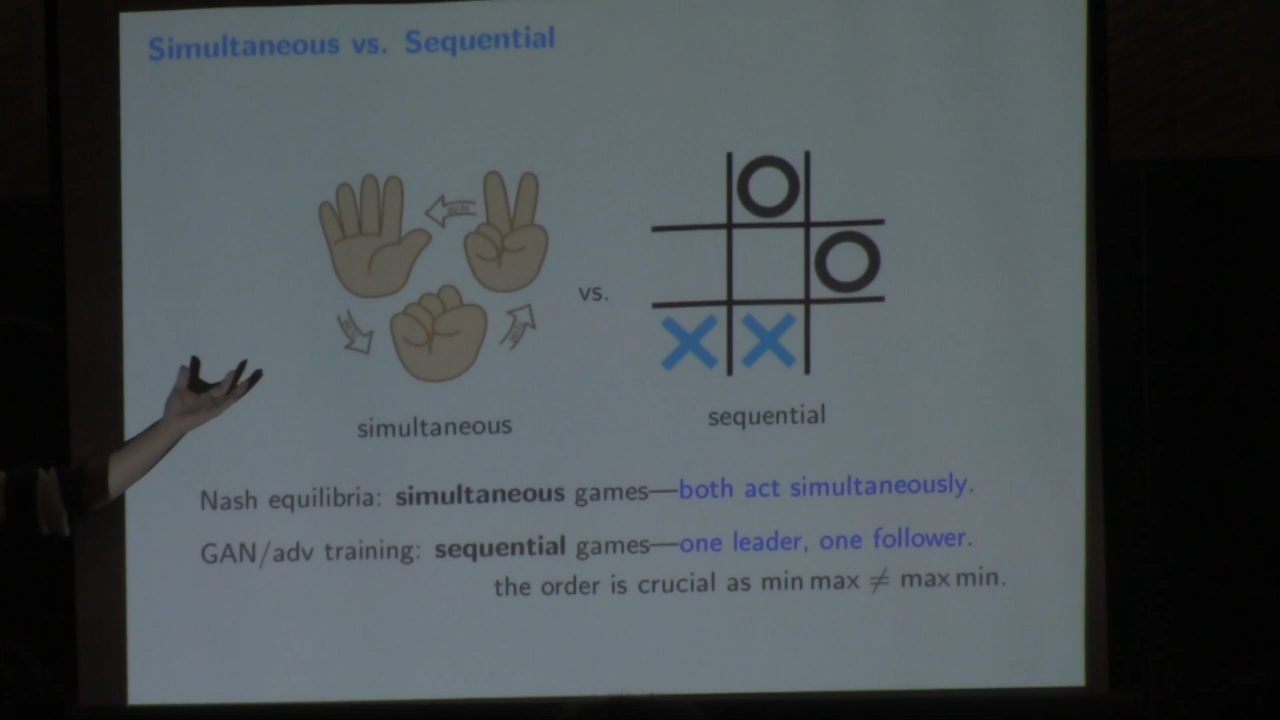 Simultaneous vs. Sequential
vs.
simultaneous
sequential
Nash equilibria: simultaneous games—both act simultaneously.
GAN/adv training: sequential games—one leader, one follower.
the order is crucial as min max ≠ max min.